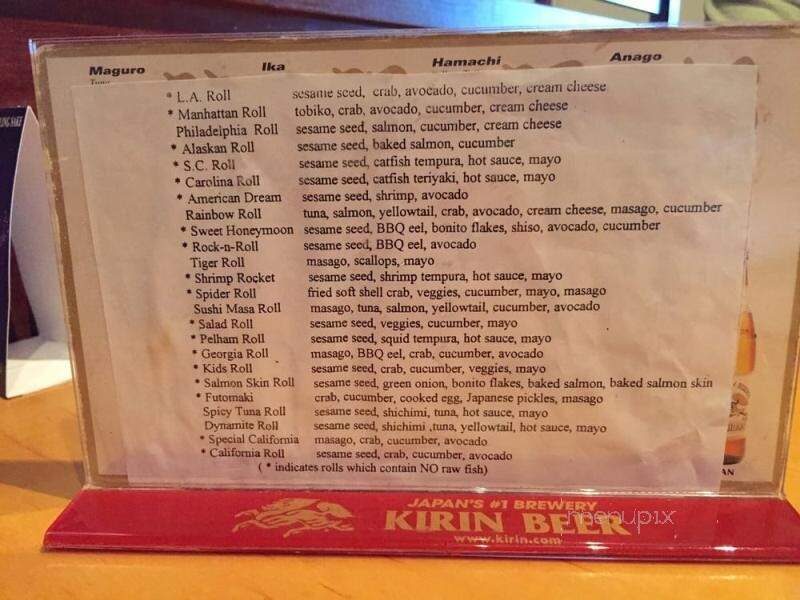 Maguro Ika Hamachi Anago
* L.A. Roll sesame seed, crab, avocado, cucumber, cream cheese
* Manhattan Roll tobiko, crab, avocado, cucumber, cream cheese
Philadelphia Roll sesame seed, salmon, cucumber, cream cheese
* Alaskan Roll sesame seed, baked salmon, cucumber
* S.C. Roll sesame seed, catfish tempura, hot sauce, mayo
* Carolina Roll sesame seed, catfish teriyaki, hot sauce, mayo
* American Dream sesame seed, shrimp, avocado
Rainbow Roll tuna, salmon, yellowtail, crab, avocado, cream cheese, masago, cucumber
* Sweet Honeymoon sesame seed, BBQ eel, bonito flakes, shiso, avocado, cucumber
* Rock-n-Roll sesame seed, BBQ eel, avocado
Tiger Roll masago, scallops, mayo
* Shrimp Rocket sesame seed, shrimp tempura, hot sauce, mayo
* Spider Roll fried soft shell crab, veggies, cucumber, mayo, masago
Sushi Masa Roll masago, tuna, salmon, yellowtail, cucumber, avocado
* Salad Roll sesame seed, veggies, cucumber, mayo
* Pelham Roll sesame seed, squid tempura, hot sauce, mayo
* Georgia Roll masago, BBQ eel, crab, cucumber, avocado
* Kids Roll sesame seed, crab, cucumber, veggies, mayo
* Salmon Skin Roll sesame seed, green onion, bonito flakes, baked salmon, baked salmon skin
* Futomaki crab, cucumber, cooked egg, Japanese pickles, masago
Spicy Tuna Roll sesame seed, shichimi, tuna, hot sauce, mayo
Dynamite Roll sesame seed, shichimi ,tuna, yellowtail, hot sauce, mayo
* Special California masago, crab, cucumber, avocado
* California Roll sesame seed, crab, cucumber, avocado
( * indicates rolls which contain NO raw fish)
JAPAN'S #1 BREWERY
KIRIN BEER
www.kirin.com
menupix